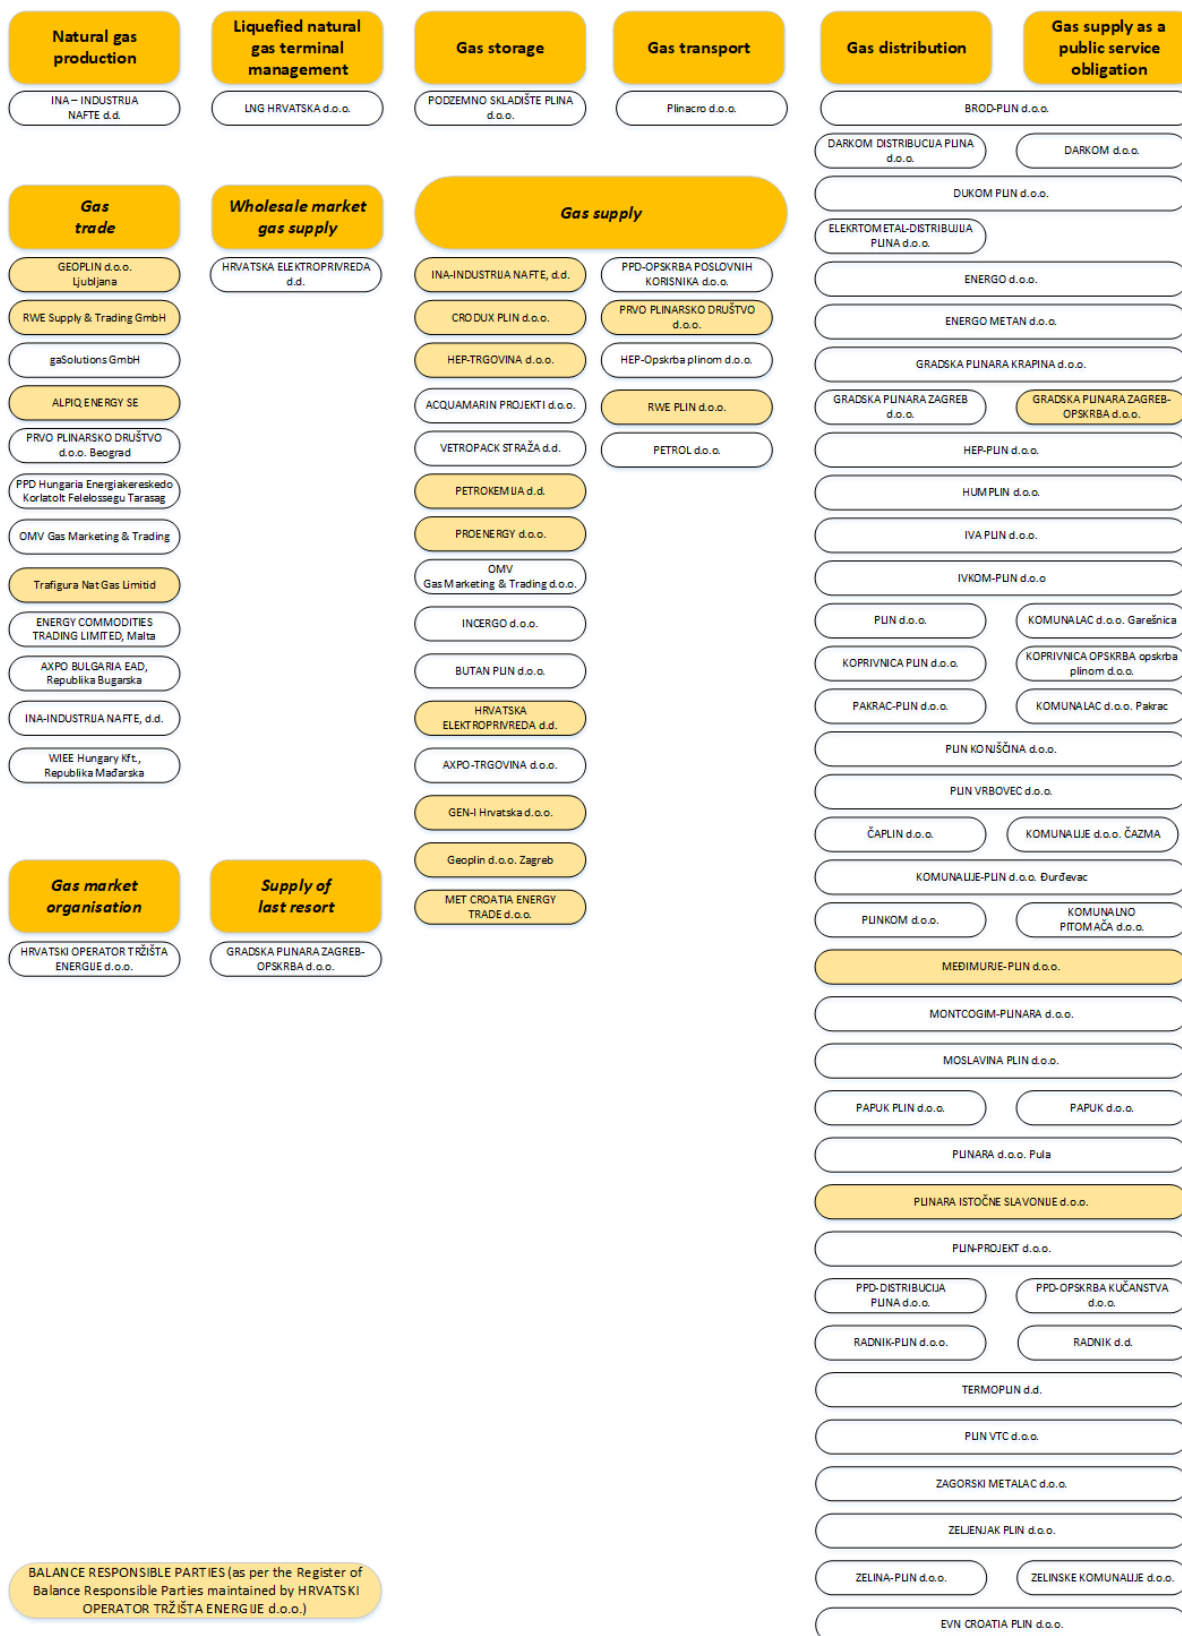 Natural gas
production
Liquefied natural
gas terminal
management
Gas storage
Gas transport
Gas distribution
Gas supply as a
public service
obligation
INA – INDUSTRIJA
NAFTE d.d.
LNG HRVATSKA d.o.o.
PODZEMNO SKLADIŠTE PLINA
d.o.o.
Plinacro d.o.o.
BROD-PLIN d.o.o.
DARKOM DISTRIBUCIJA PLINA
d.o.o.
DARKOM d.o.o.
DUKOM PLIN d.o.o.
ELEKRTOMETAL-DISTRIBUIJA
PLINA d.o.o.
ENERGO d.o.o.
ENERGO METAN d.o.o.
GRADSKA PLINARA KRAPINA d.o.o.
GRADSKA PLINARA ZAGREB
d.o.o.
GRADSKA PLINARA ZAGREB-
OPSKRBA d.o.o.
HEP-PLIN d.o.o.
HUMPLIN d.o.o.
IVA PLIN d.o.o.
IVKOM-PLIN d.o.o
PLIN d.o.o.
KOMUNALAC d.o.o. Garešnica
KOPRIVNICA PLIN d.o.o.
KOPRIVNICA OPSKRBA opskrba
plinom d.o.o.
PAKRAC-PLIN d.o.o.
KOMUNALAC d.o.o. Pakrac
PLIN KONJŠČINA d.o.o.
PLIN VRBOVEC d.o.o.
ČAPLIN d.o.o.
KOMUNALIJE d.o.o. ČAZMA
KOMUNALIJE-PLIN d.o.o. Đurđevac
PLINKOM d.o.o.
KOMUNALNO
PITOMAČA d.o.o.
MEĐIMURJE-PLIN d.o.o.
MONTCOGIM-PLINARA d.o.o.
MOSLAVINA PLIN d.o.o.
PAPUK PLIN d.o.o.
PAPUK d.o.o.
PLINARA d.o.o. Pula
PLINARA ISTOČNE SLAVONIJE d.o.o.
PLIN-PROJEKT d.o.o.
PPD-DISTRIBUCIJA
PLINA d.o.o.
PPD-OPSKRBA KUĆANSTVA
d.o.o.
RADNIK-PLIN d.o.o.
RADNIK d.d.
TERMOPLIN d.d.
PLIN VTC d.o.o.
ZAGORSKI METALAC d.o.o.
ZELJENJAK PLIN d.o.o.
ZELINA-PLIN d.o.o.
ZELINSKE KOMUNALIJE d.o.o.
EVN CROATIA PLIN d.o.o.
Gas
trade
Wholesale market
gas supply
Gas supply
GEOPLIN d.o.o.
Ljubljana
RWE Supply & Trading GmbH
gaSolutions GmbH
ALPIQ ENERGY SE
PRVO PLINARSKO DRUŠTVO
d.o.o. Beograd
PPD Hungaria Energiakereskedo
Korlatolt Felelossegu Tarasag
OMV Gas Marketing & Trading
Trafigura Nat Gas Limitid
ENERGY COMMODITIES
TRADING LIMITED, Malta
AXPO BULGARIA EAD,
Republika Bugarska
INA-INDUSTRIJA NAFTE, d.d.
WIEE Hungary Kft.,
Republika Mađarska
HRVATSKA ELEKTROPRIVREDA
d.d.
INA-INDUSTRIJA NAFTE, d.d.
CRODUX PLIN d.o.o.
HEP-TRGOVINA d.o.o.
ACQUAMARIN PROJEKTI d.o.o.
VETROPACK STRAŽA d.d.
PETROKEMIJA d.d.
PROENERGY d.o.o.
OMV
Gas Marketing & Trading d.o.o.
INCERGO d.o.o.
BUTAN PLIN d.o.o.
HRVATSKA
ELEKTROPRIVREDA d.d.
AXPO-TRGOVINA d.o.o.
GEN-I Hrvatska d.o.o.
Geoplin d.o.o. Zagreb
MET CROATIA ENERGY
TRADE d.o.o.
PPD-OPSKRBA POSLOVNIH
KORISNIKA d.o.o.
PRVO PLINARSKO DRUŠTVO
d.o.o.
HEP-Opskrba plinom d.o.o.
RWE PLIN d.o.o.
PETROL d.o.o.
Gas market
organisation
Supply of
last resort
HRVATSKI OPERATOR TRŽIŠTA
ENERGIJE d.o.o.
GRADSKA PLINARA ZAGREB-
OPSKRBA d.o.o.
BALANCE RESPONSIBLE PARTIES (as per the Register of
Balance Responsible Parties maintained by HRVATSKI
OPERATOR TRŽIŠTA ENERGIJE d.o.o.)